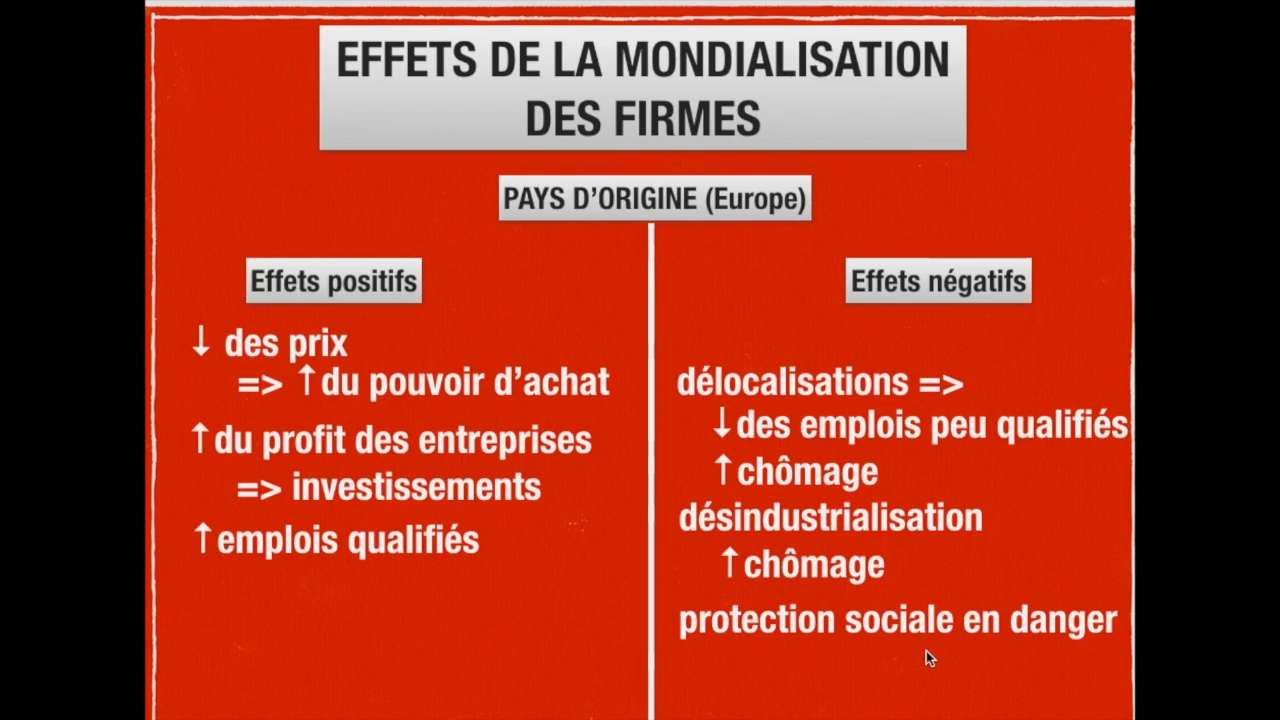 EFFETS DE LA MONDIALISATION
DES FIRMES
PAYS D’ORIGINE (Europe)
Effets positifs
↓ des prix
=> ↑du pouvoir d’achat
↑du profit des entreprises
=> investissements
↑emplois qualifiés
Effets négatifs
délocalisations =>
↓des emplois peu qualifiés
↑chômage
désindustrialisation
↑chômage
protection sociale en danger